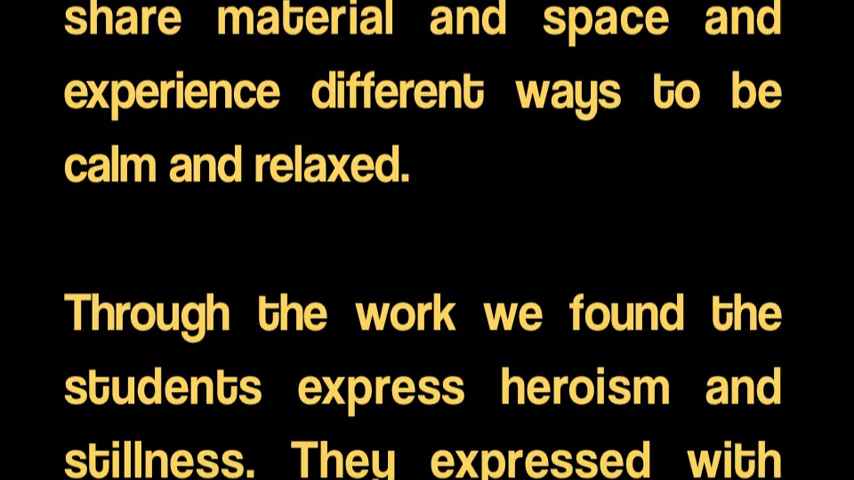 share material and space and
experience different ways to be
calm and relaxed.
Through the work we found the
students express heroism and
stillness. They expressed with